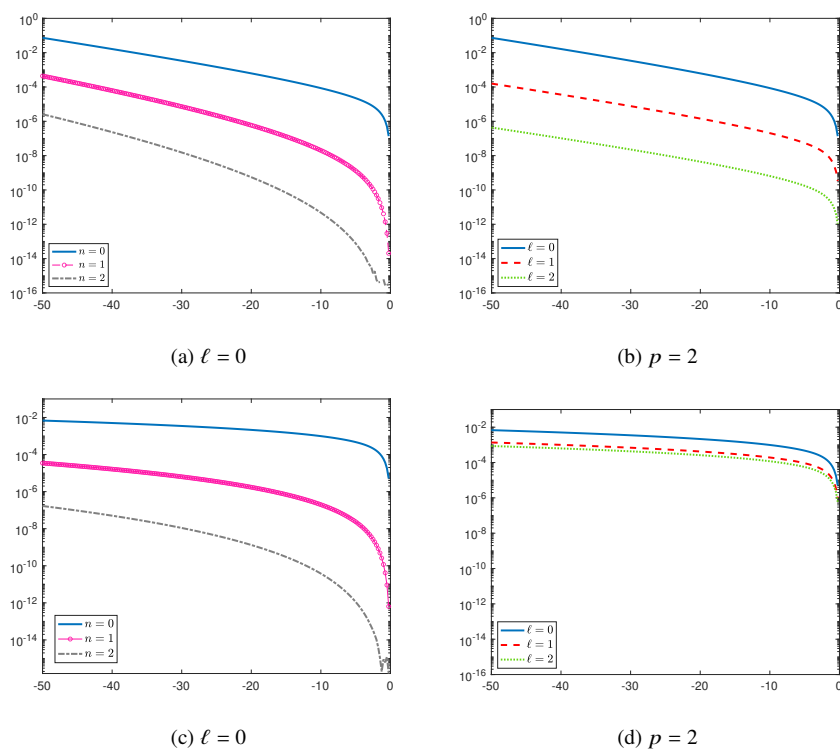 10^0
10^-2
10^-4
10^-6
10^-8
10^-10
10^-12
10^-14
10^-16
-50 -40 -30 -20 -10 0
n = 0
n = 1
n = 2
(a) ℓ = 0
10^0
10^-2
10^-4
10^-6
10^-8
10^-10
10^-12
10^-14
10^-16
-50 -40 -30 -20 -10 0
ℓ = 0
ℓ = 1
ℓ = 2
(b) p = 2
10^-2
10^-4
10^-6
10^-8
10^-10
10^-12
10^-14
-50 -40 -30 -20 -10 0
n = 0
n = 1
n = 2
(c) ℓ = 0
10^-2
10^-4
10^-6
10^-8
10^-10
10^-12
10^-14
10^-16
-50 -40 -30 -20 -10 0
ℓ = 0
ℓ = 1
ℓ = 2
(d) p = 2